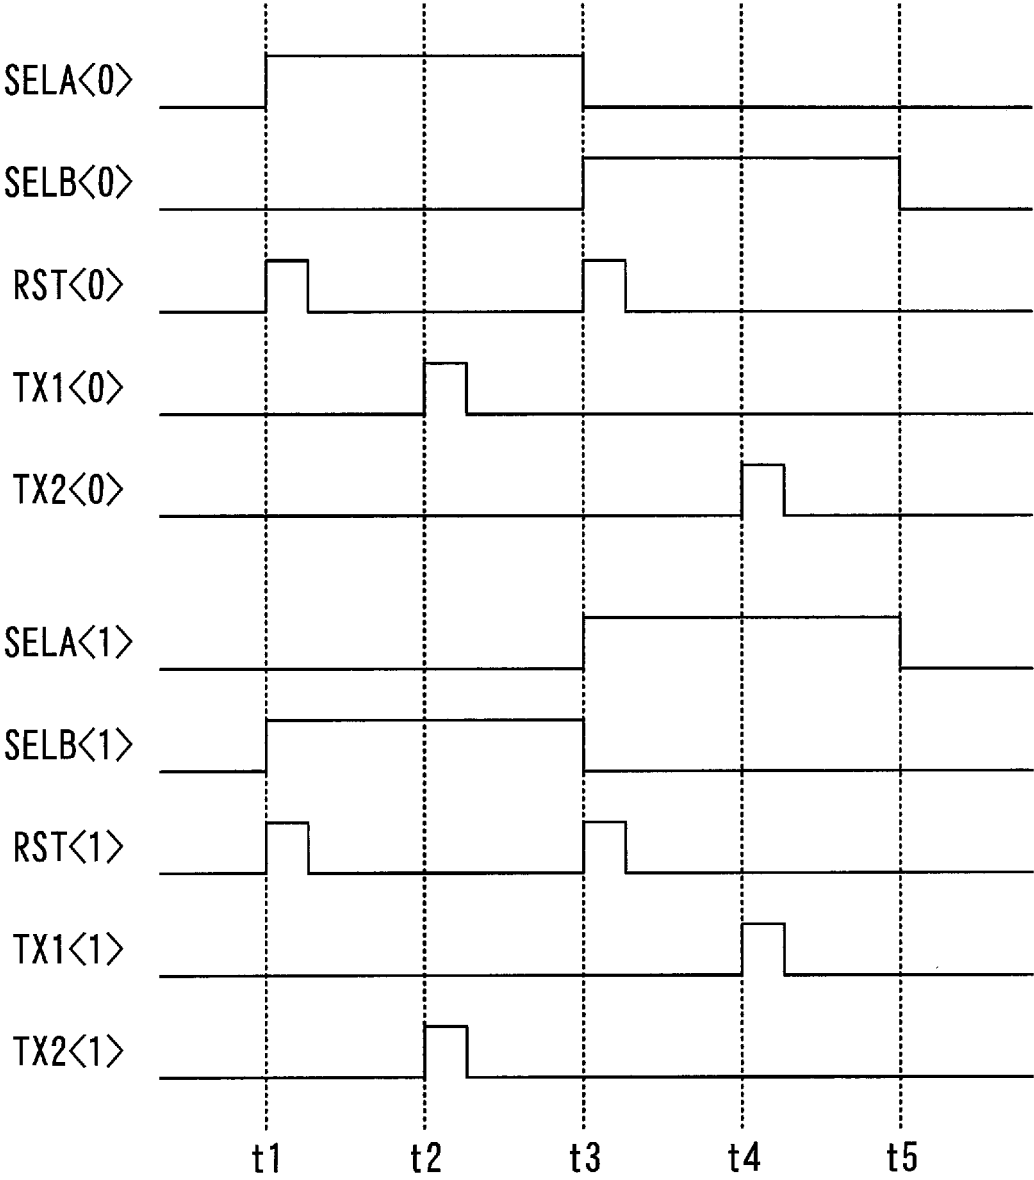 SELA<0>
SELB<0>
RST<0>
TX1<0>
TX2<0>
SELA<1>
SELB<1>
RST<1>
TX1<1>
TX2<1>
t1 t2 t3 t4 t5